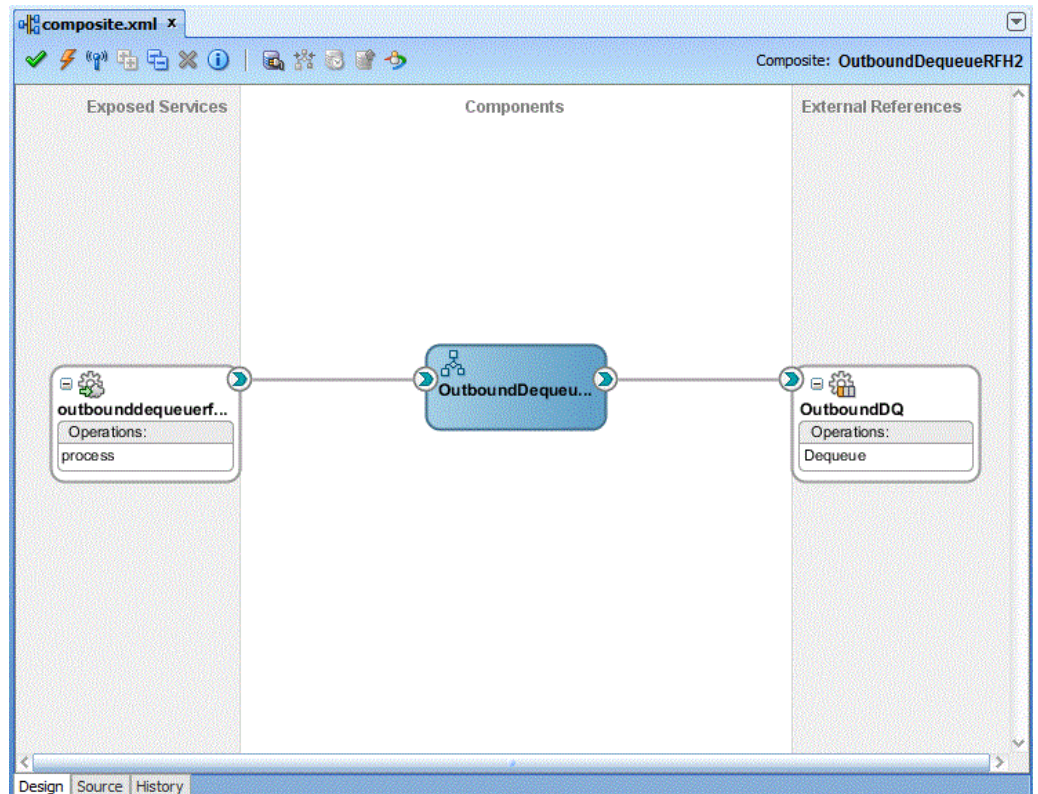 composite.xml x
Composite: OutboundDequeueRFH2
Exposed Services
Components
External References
OutboundDequeu...
outbounddequeuerf...
Operations:
process
OutboundDQ
Operations:
Dequeue
Design Source History